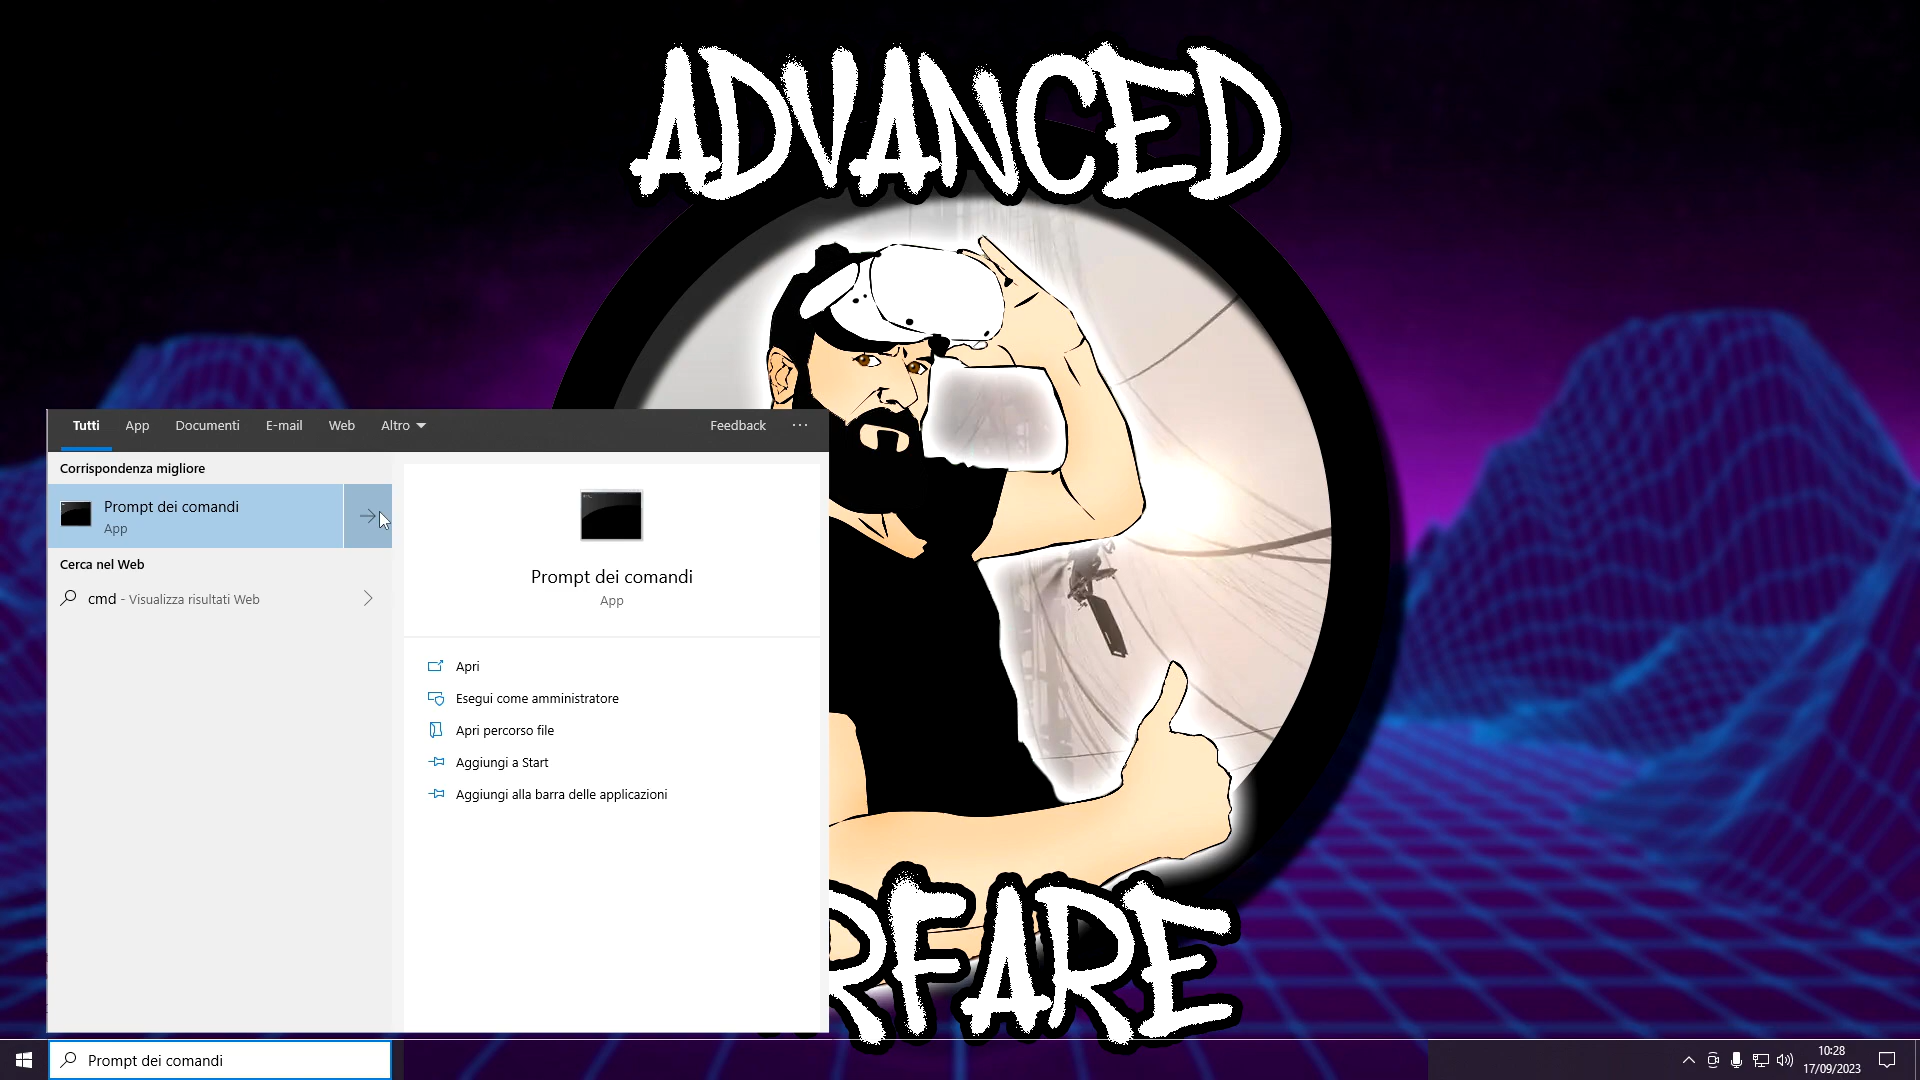 ADVANCED
Tutti App Documenti E-mail Web Altro Feedback ...
Corrispondenza migliore
Prompt dei comandi
App
Cerca nel Web
cmd - Visualizza risultati Web
Prompt dei comandi
App
Apri
Esegui come amministratore
Apri percorso file
Aggiungi a Start
Aggiungi alla barra delle applicazioni
RFARE
Prompt dei comandi
10:28
17/09/2023